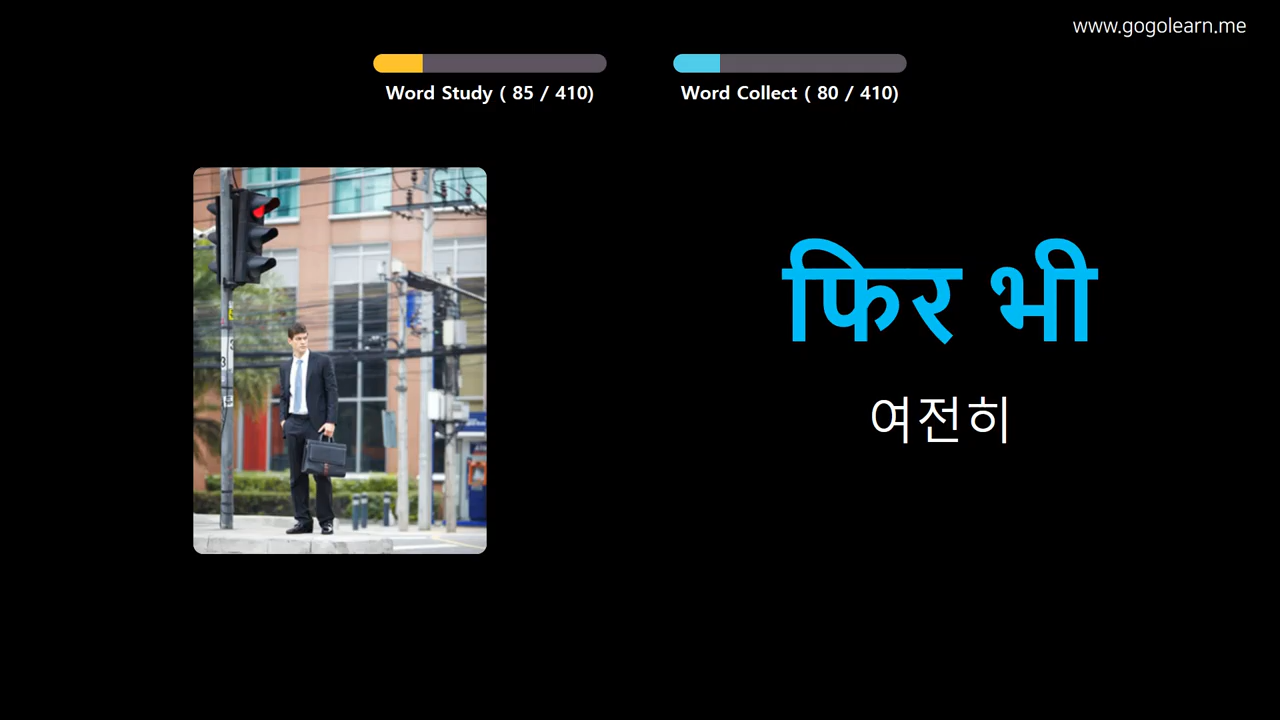 www.gogolearn.me
Word Study ( 85 / 410)
Word Collect ( 80 / 410)
फिर भी
여전히